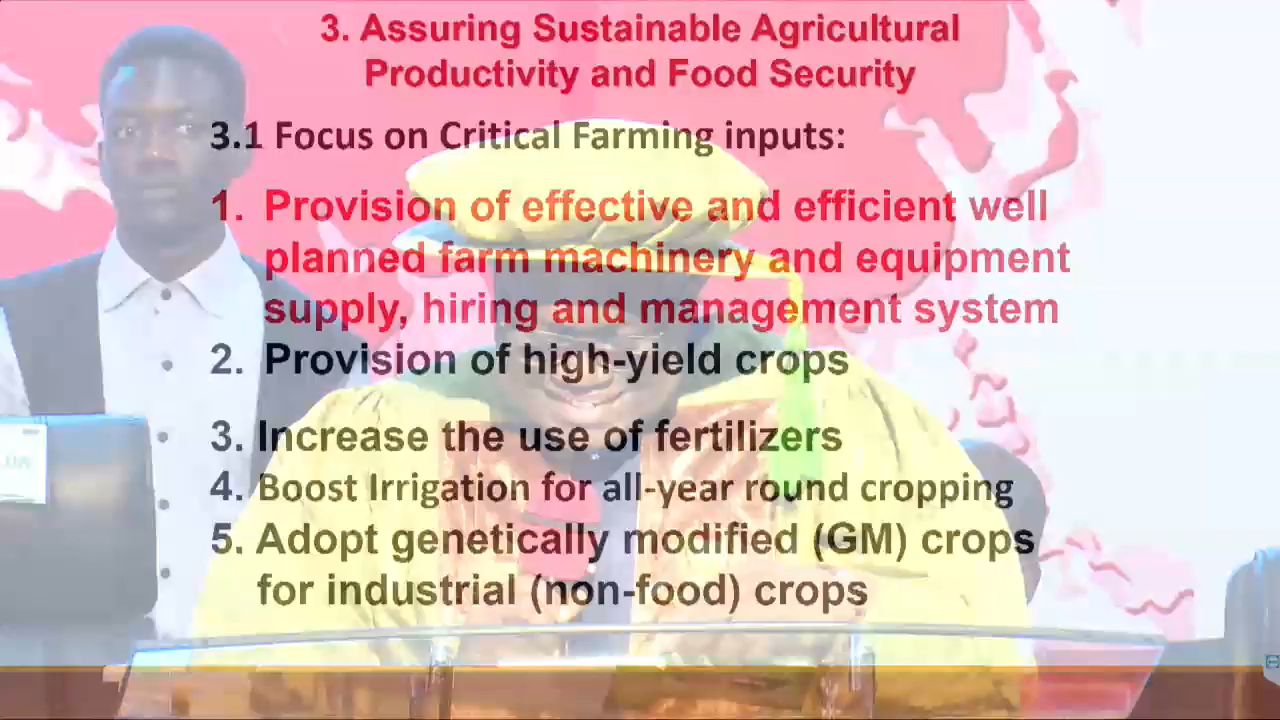 3. Assuring Sustainable Agricultural
Productivity and Food Security
3.1 Focus on Critical Farming inputs:
1. Provision of effective and efficient well
planned farm machinery and equipment
supply, hiring and management system
2. Provision of high-yield crops
3. Increase the use of fertilizers
4. Boost Irrigation for all-year round cropping
5. Adopt genetically modified (GM) crops
for industrial (non-food) crops